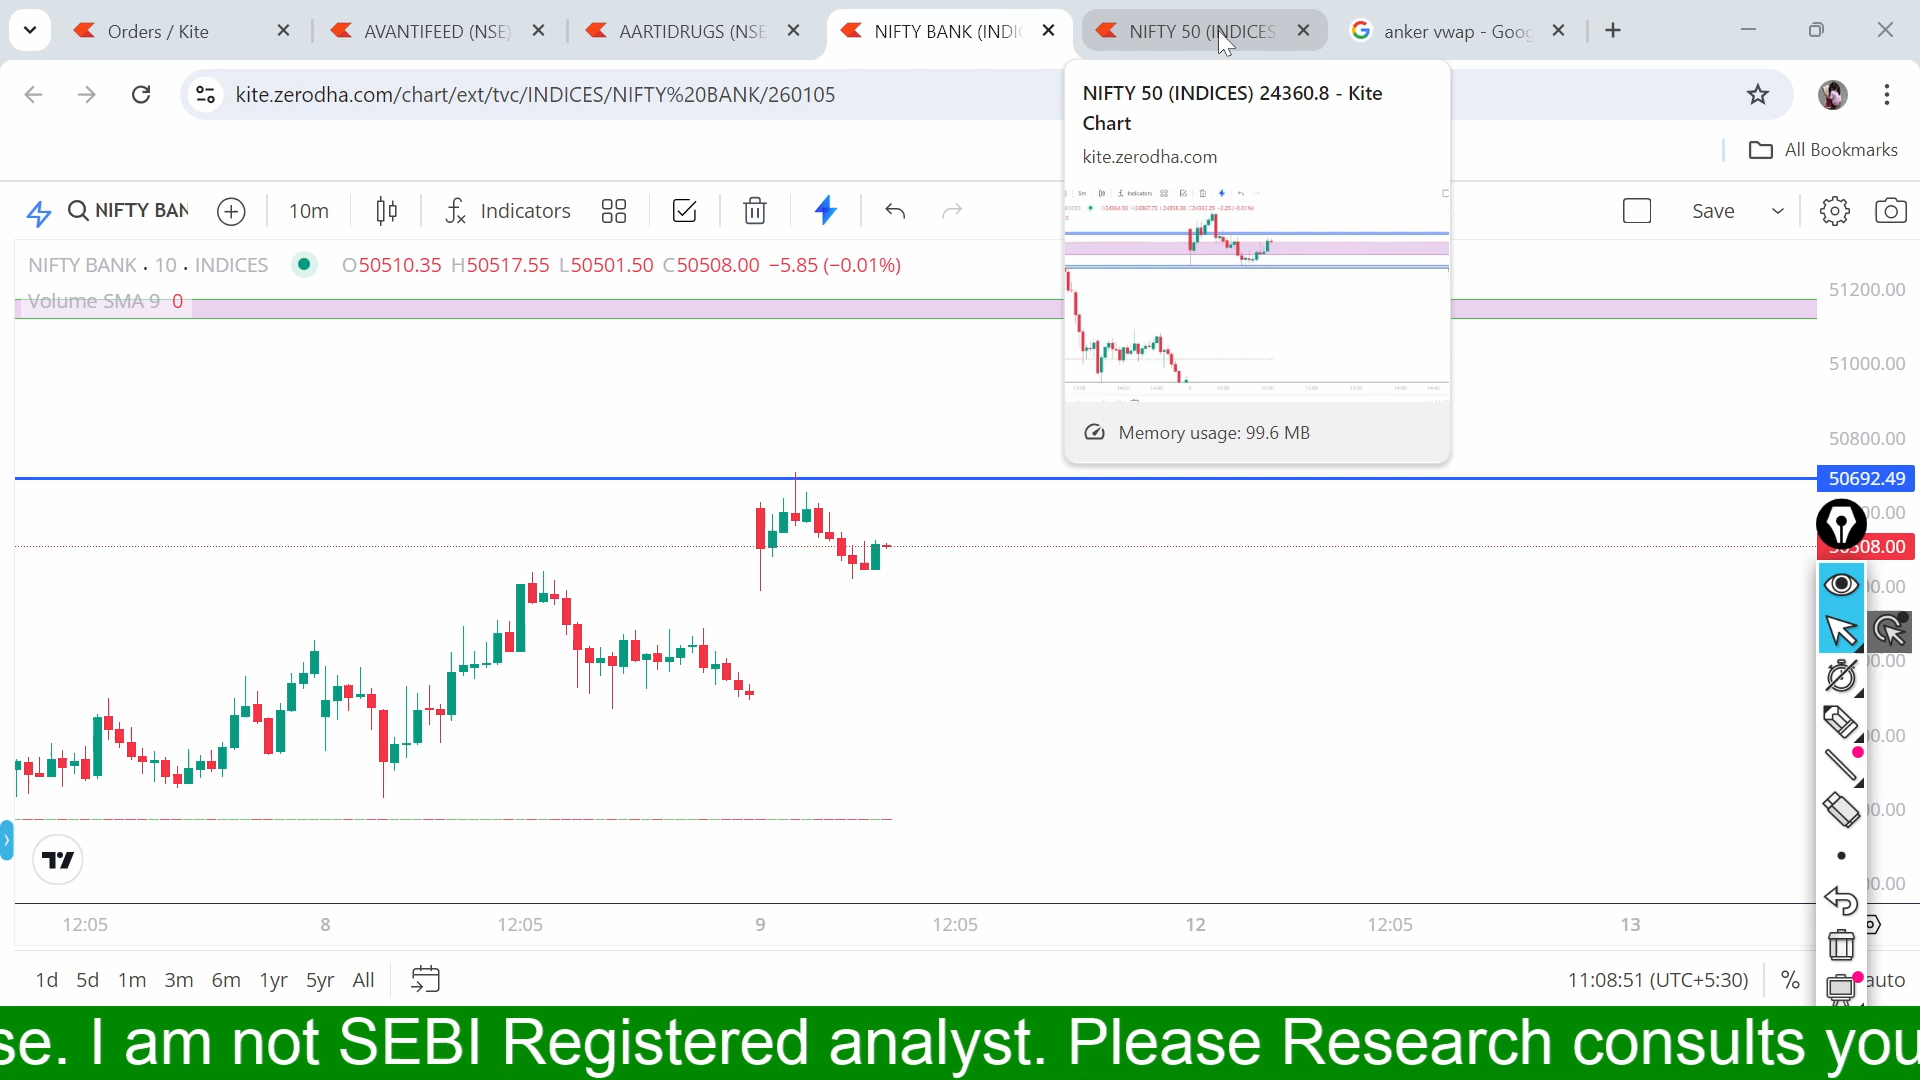 Orders / Kite
AVANTIFEED (NSE)
AARTIDRUGS (NSE
NIFTY BANK (INDI
NIFTY 50 (INDICES
anker vwap - Goog
kite.zerodha.com/chart/ext/tvc/INDICES/NIFTY%20BANK/260105
NIFTY 50 (INDICES) 24360.8 - Kite
Chart
kite.zerodha.com
Memory usage: 99.6 MB
All Bookmarks
NIFTY BAN
10m
Indicators
Save
NIFTY BANK · 10 · INDICES
O50510.35 H50517.55 L50501.50 C50508.00 −5.85 (−0.01%)
Volume SMA 9 0
51200.00
51000.00
50800.00
50692.49
12:05
8
12:05
9
12:05
12
12:05
13
1d 5d 1m 3m 6m 1yr 5yr All
11:08:51 (UTC+5:30)
%
auto
se. I am not SEBI Registered analyst. Please Research consults you